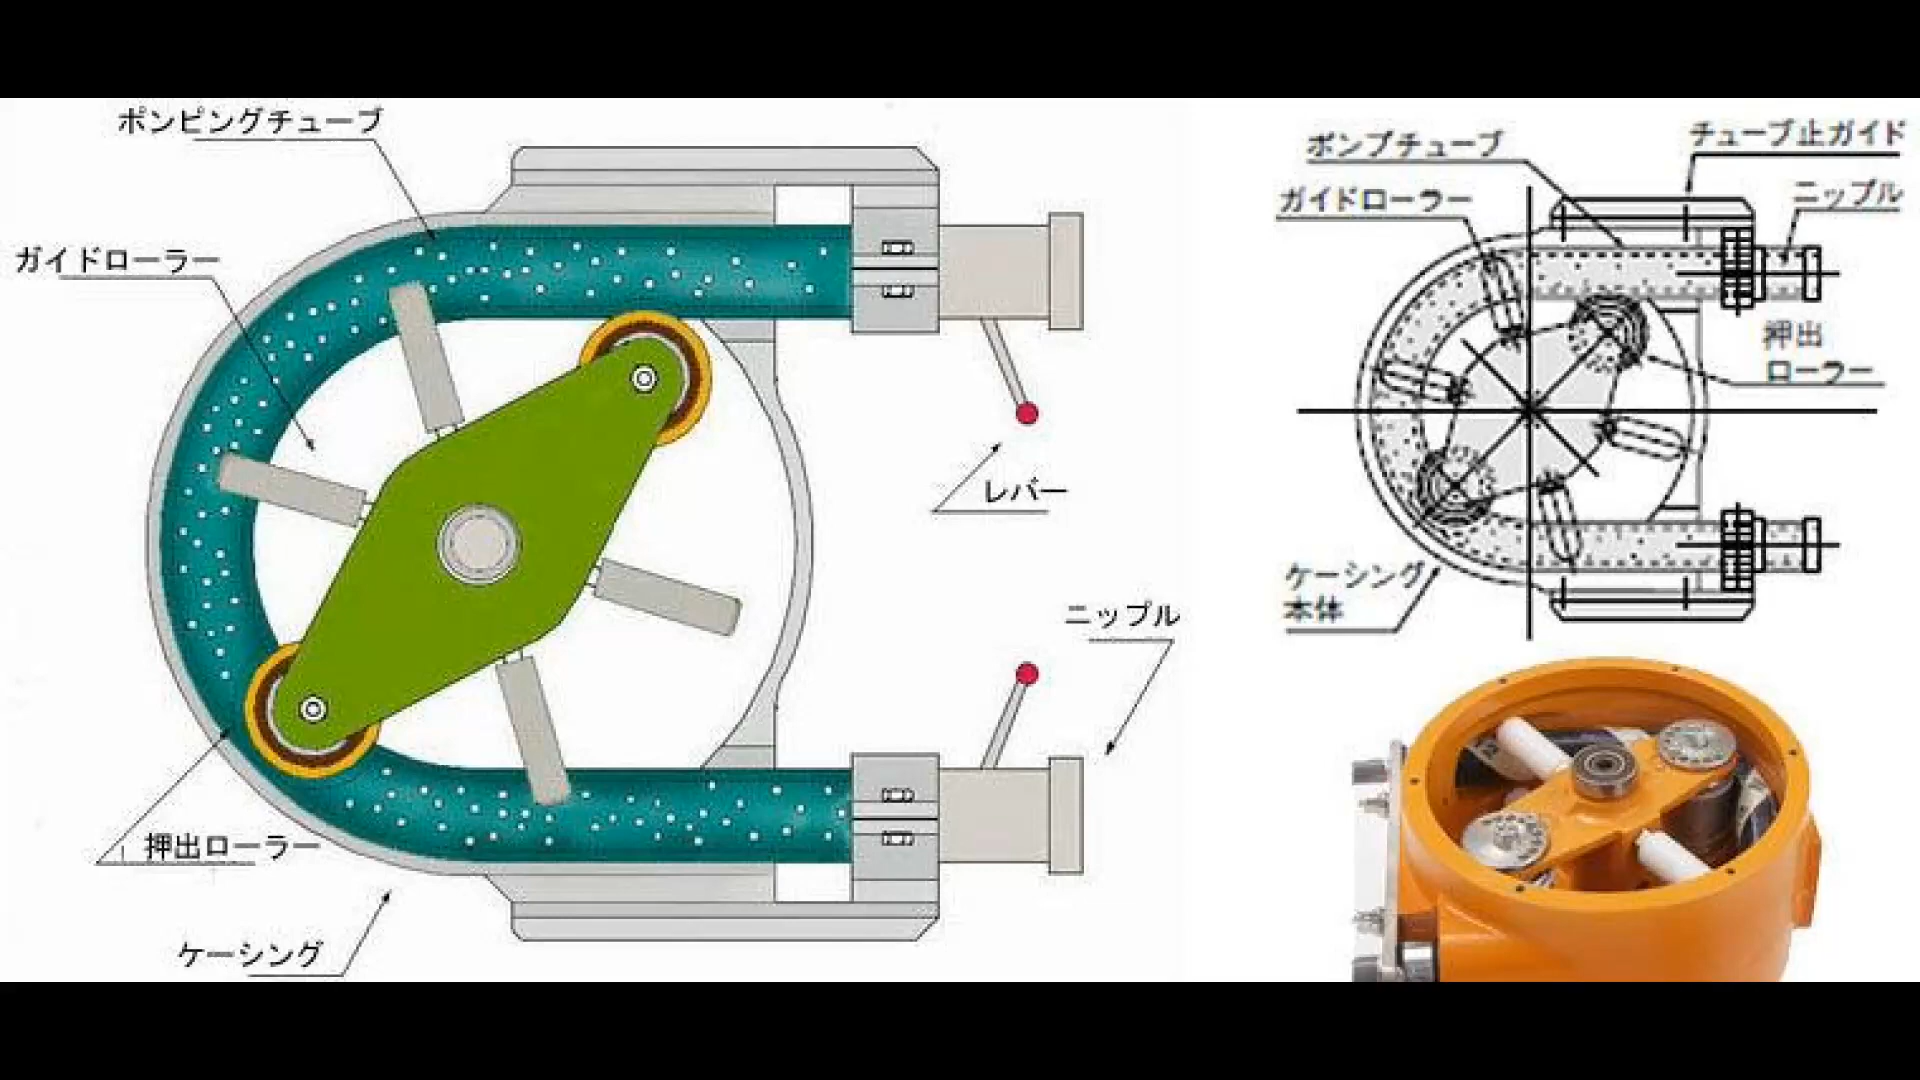 ポンピングチューブ
ガイドローラー
レバー
ニップル
押出ローラー
ケーシング
ポンプチューブ
チューブ止ガイド
ガイドローラー
ニップル
押出
ローラー
ケーシング
本体